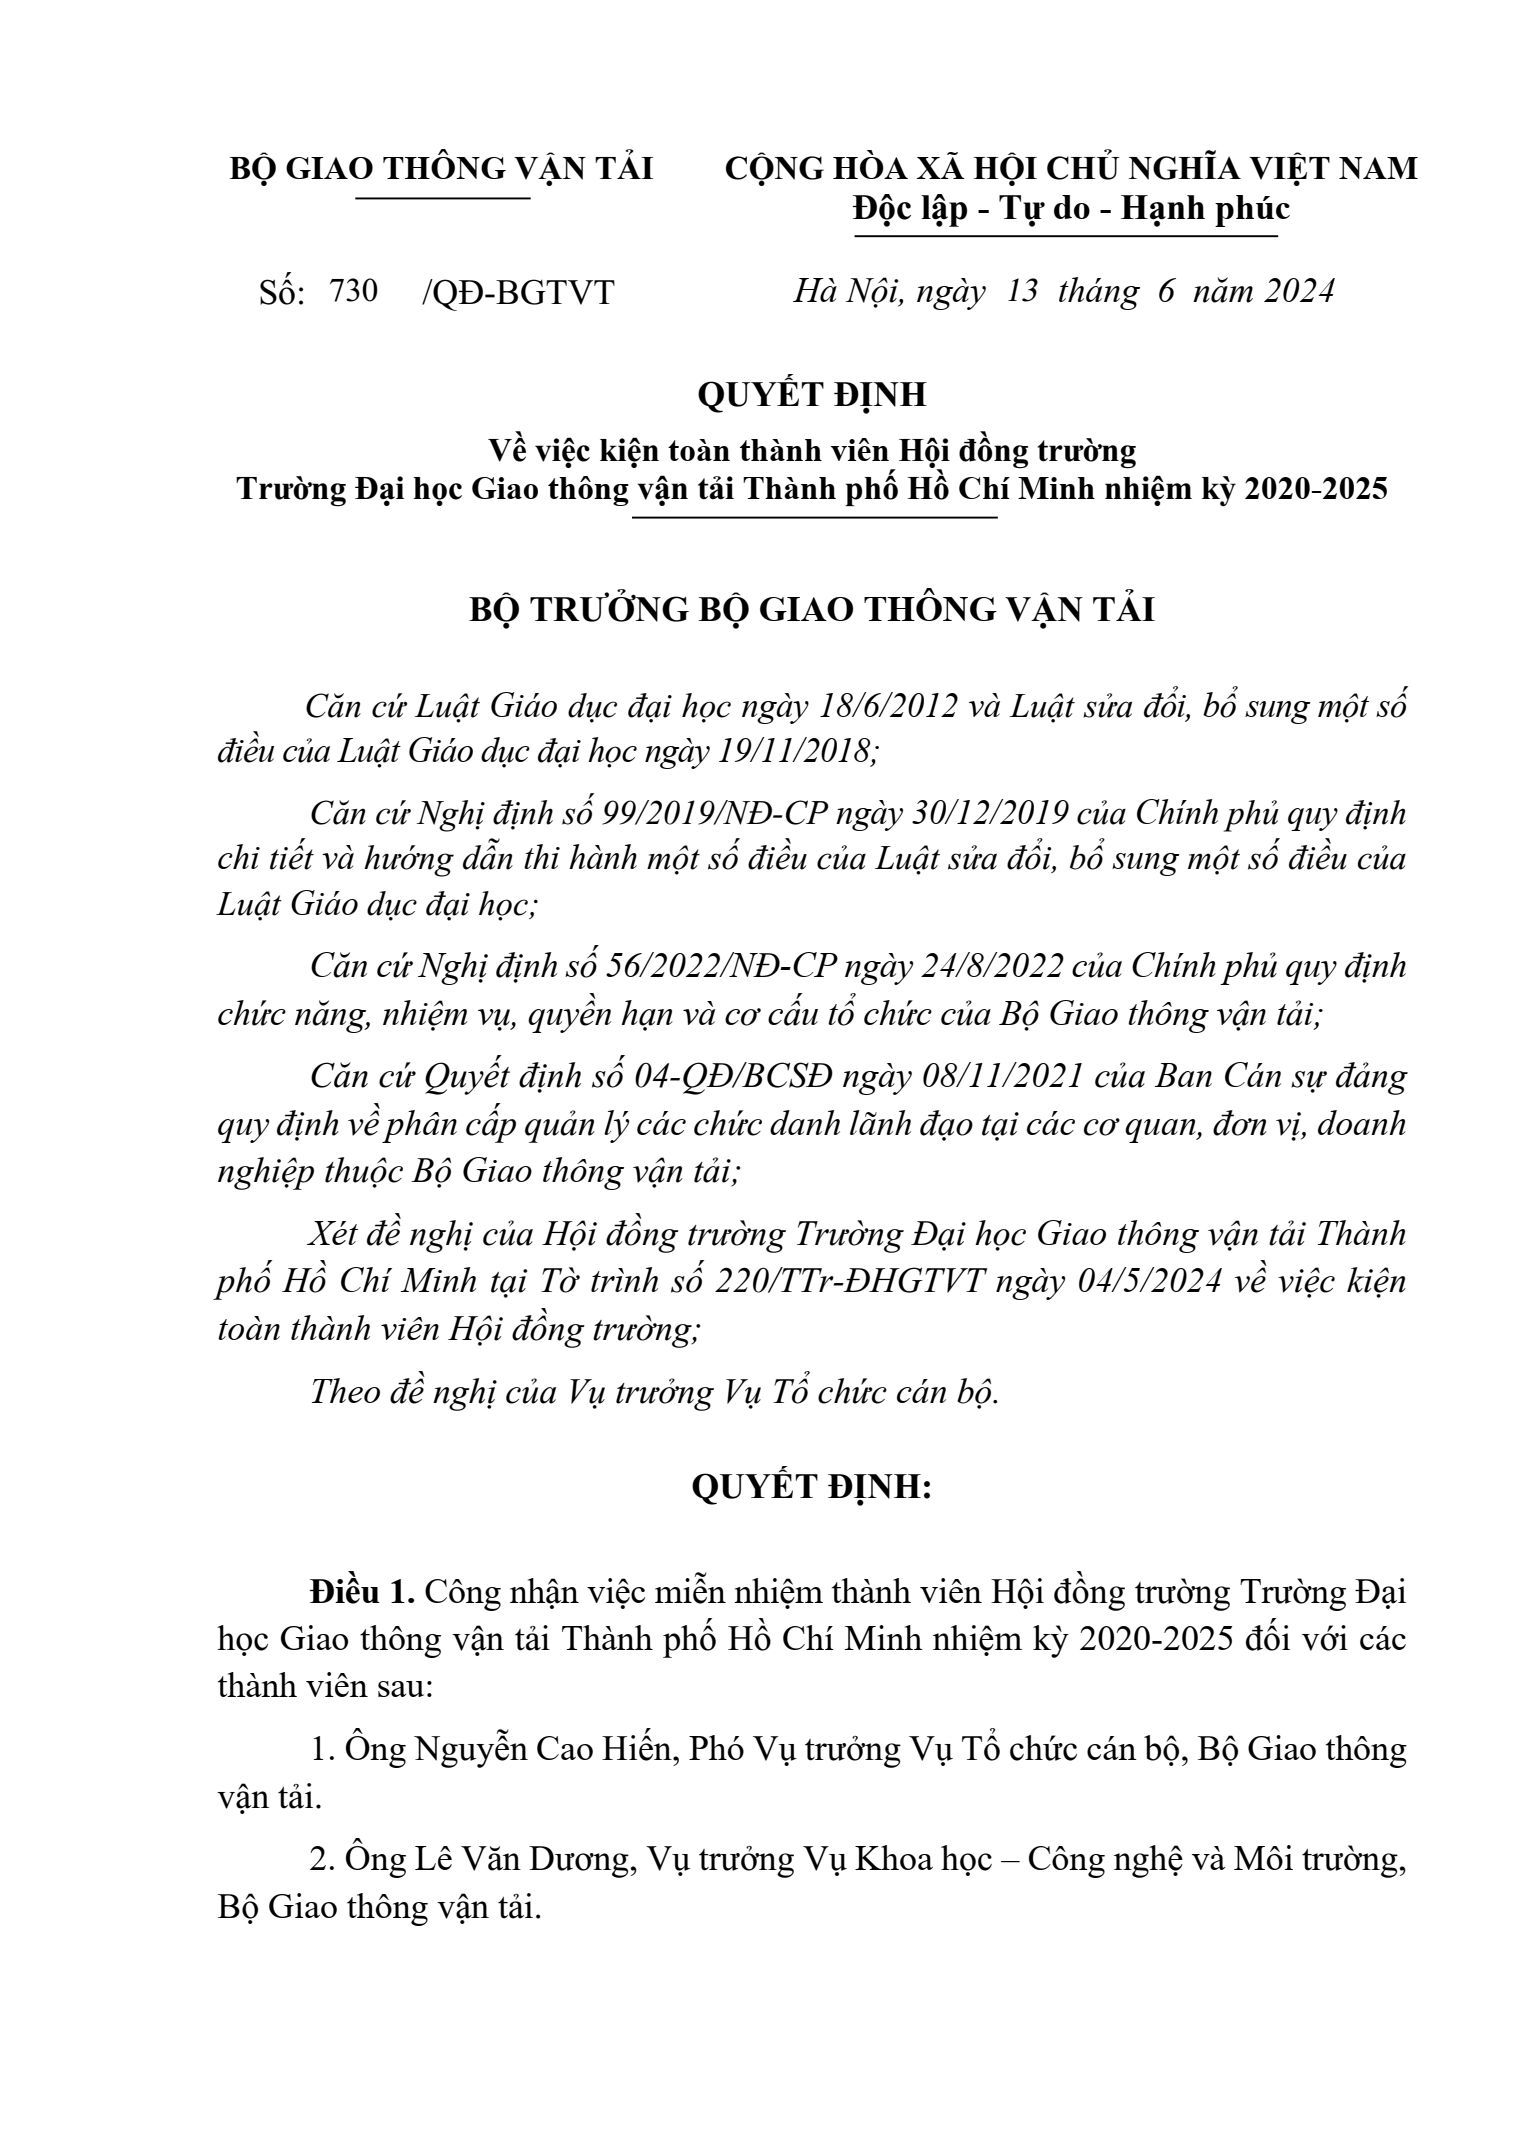 BỘ GIAO THÔNG VẬN TẢI
CỘNG HÒA XÃ HỘI CHỦ NGHĨA VIỆT NAM
Độc lập - Tự do - Hạnh phúc
Số: 730 /QĐ-BGTVT
Hà Nội, ngày 13 tháng 6 năm 2024
QUYẾT ĐỊNH
Về việc kiện toàn thành viên Hội đồng trường
Trường Đại học Giao thông vận tải Thành phố Hồ Chí Minh nhiệm kỳ 2020-2025
BỘ TRƯỞNG BỘ GIAO THÔNG VẬN TẢI
Căn cứ Luật Giáo dục đại học ngày 18/6/2012 và Luật sửa đổi, bổ sung một số
điều của Luật Giáo dục đại học ngày 19/11/2018;
Căn cứ Nghị định số 99/2019/NĐ-CP ngày 30/12/2019 của Chính phủ quy định
chi tiết và hướng dẫn thi hành một số điều của Luật sửa đổi, bổ sung một số điều của
Luật Giáo dục đại học;
Căn cứ Nghị định số 56/2022/NĐ-CP ngày 24/8/2022 của Chính phủ quy định
chức năng, nhiệm vụ, quyền hạn và cơ cấu tổ chức của Bộ Giao thông vận tải;
Căn cứ Quyết định số 04-QĐ/BCSĐ ngày 08/11/2021 của Ban Cán sự đảng
quy định về phân cấp quản lý các chức danh lãnh đạo tại các cơ quan, đơn vị, doanh
nghiệp thuộc Bộ Giao thông vận tải;
Xét đề nghị của Hội đồng trường Trường Đại học Giao thông vận tải Thành
phố Hồ Chí Minh tại Tờ trình số 220/TTr-ĐHGTVT ngày 04/5/2024 về việc kiện
toàn thành viên Hội đồng trường;
Theo đề nghị của Vụ trưởng Vụ Tổ chức cán bộ.
QUYẾT ĐỊNH:
Điều 1. Công nhận việc miễn nhiệm thành viên Hội đồng trường Trường Đại
học Giao thông vận tải Thành phố Hồ Chí Minh nhiệm kỳ 2020-2025 đối với các
thành viên sau:
1. Ông Nguyễn Cao Hiến, Phó Vụ trưởng Vụ Tổ chức cán bộ, Bộ Giao thông
vận tải.
2. Ông Lê Văn Dương, Vụ trưởng Vụ Khoa học – Công nghệ và Môi trường,
Bộ Giao thông vận tải.